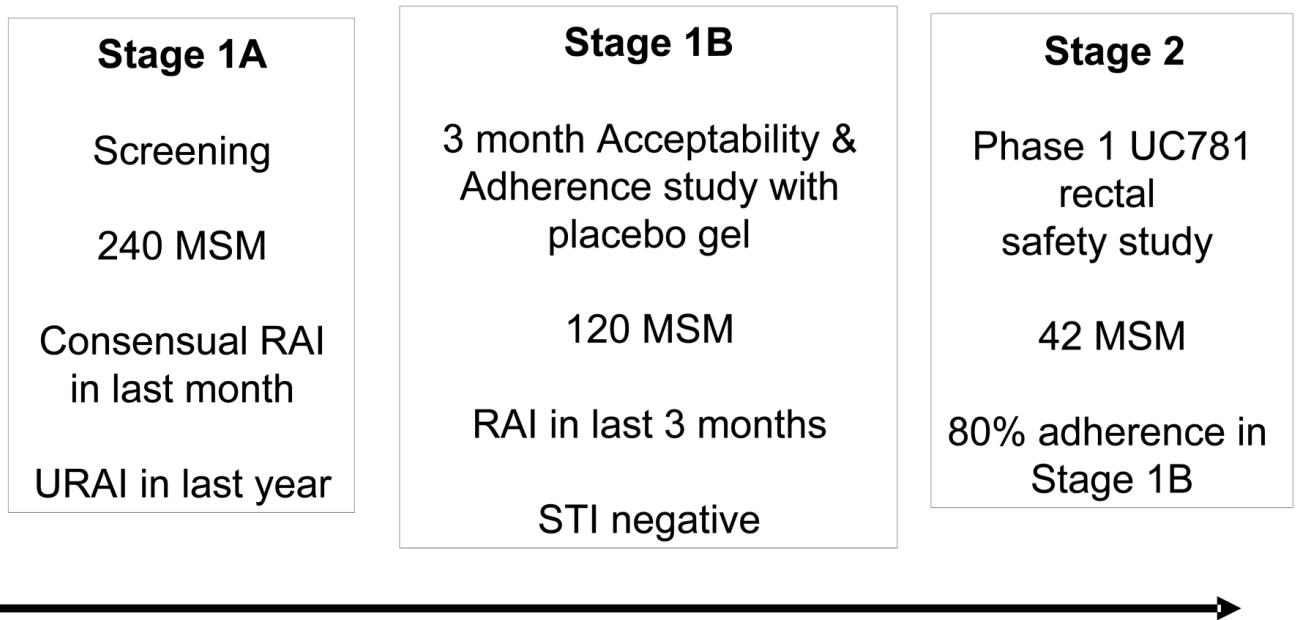 Stage 1A
Screening
240 MSM
Consensual RAI
in last month
URAI in last year
Stage 1B
3 month Acceptability &
Adherence study with
placebo gel
120 MSM
RAI in last 3 months
STI negative
Stage 2
Phase 1 UC781
rectal
safety study
42 MSM
80% adherence in
Stage 1B